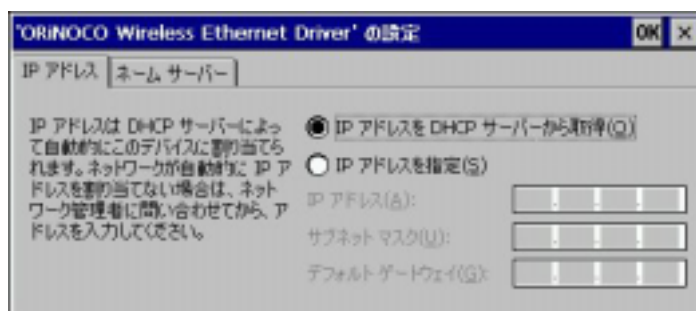 'ORiNOCO Wireless Ethernet Driver' の設定
OK ×
IP アドレス ネーム サーバー
IP アドレスは DHCP サーバーによっ
て自動的にこのデバイスに割り当てら
れます。ネットワークが自動的に IP ア
ドレスを割り当てない場合は、ネット
ワーク管理者に問い合わせてから、ア
ドレスを入力してください。
IP アドレスを DHCP サーバーから取得(O)
IP アドレスを指定(S)
IP アドレス(A):
サブネット マスク(U):
デフォルト ゲートウェイ(G):